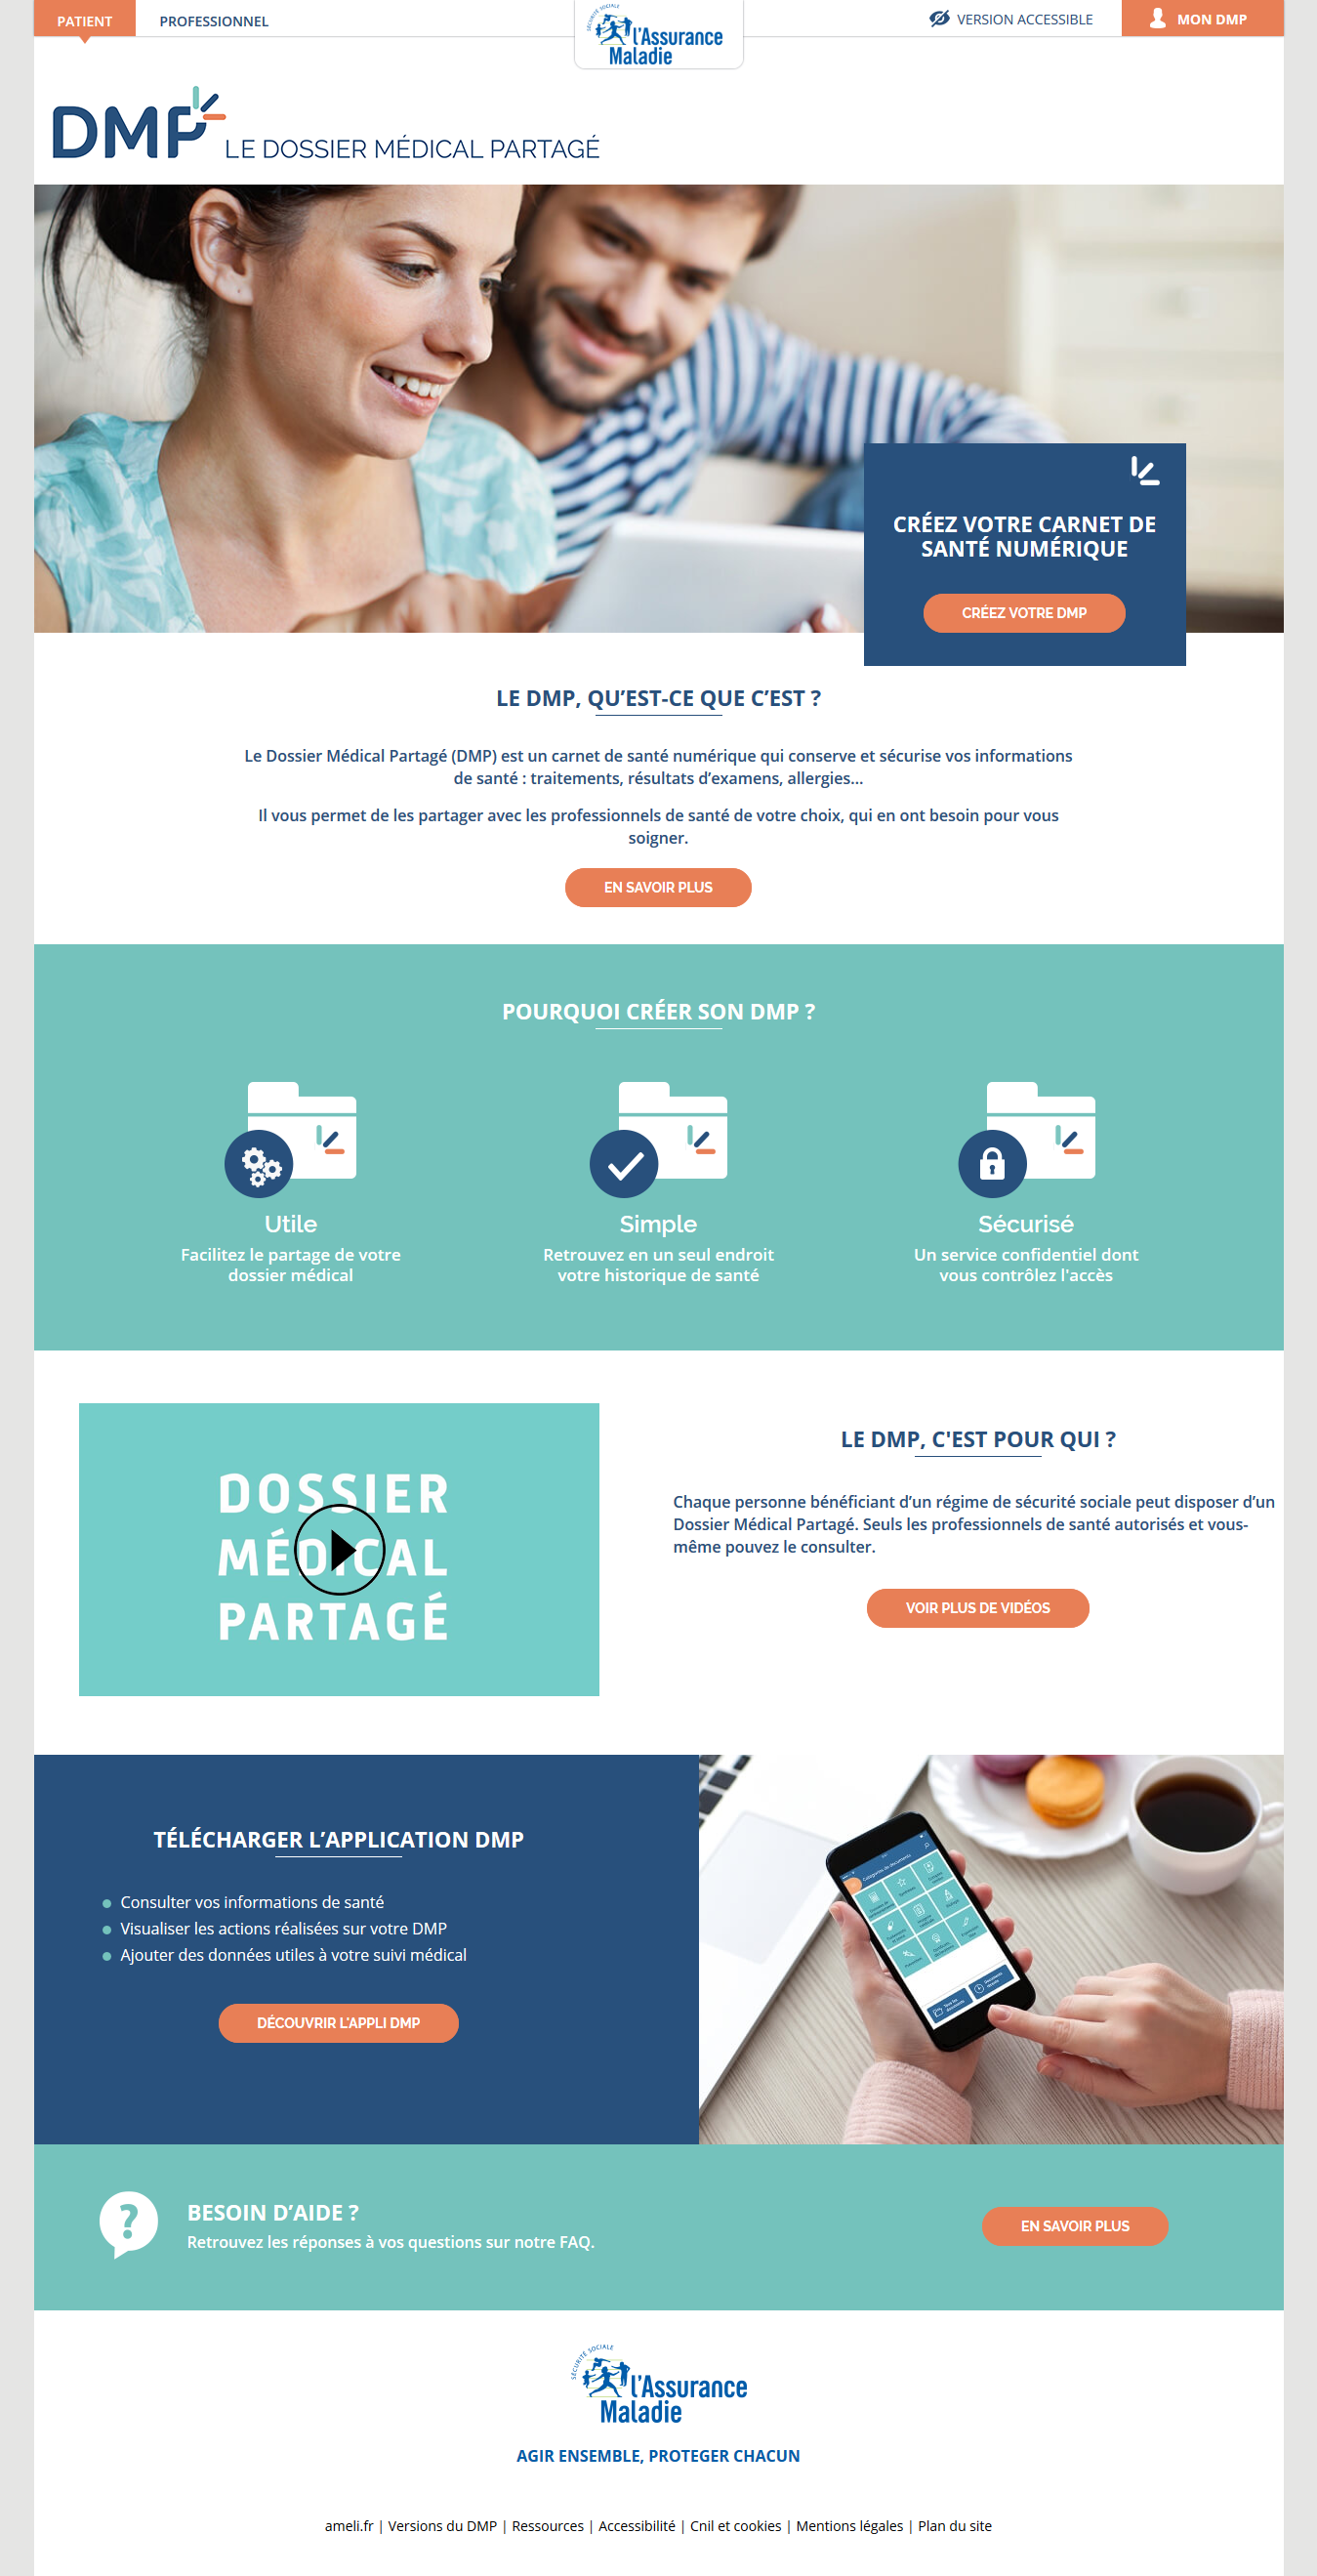 PATIENT
PROFESSIONNEL
SÉCURITÉ SOCIALE
l'Assurance
Maladie
VERSION ACCESSIBLE
MON DMP
DMP LE DOSSIER MÉDICAL PARTAGÉ
CRÉEZ VOTRE CARNET DE
SANTÉ NUMÉRIQUE
CRÉEZ VOTRE DMP
LE DMP, QU’EST-CE QUE C’EST ?
Le Dossier Médical Partagé (DMP) est un carnet de santé numérique qui conserve et sécurise vos informations
de santé : traitements, résultats d’examens, allergies...
Il vous permet de les partager avec les professionnels de santé de votre choix, qui en ont besoin pour vous
soigner.
EN SAVOIR PLUS
POURQUOI CRÉER SON DMP ?
Utile
Facilitez le partage de votre
dossier médical
Simple
Retrouvez en un seul endroit
votre historique de santé
Sécurisé
Un service confidentiel dont
vous contrôlez l'accès
DOSSIER
MÉDICAL
PARTAGÉ
LE DMP, C'EST POUR QUI ?
Chaque personne bénéficiant d’un régime de sécurité sociale peut disposer d’un
Dossier Médical Partagé. Seuls les professionnels de santé autorisés et vous-
même pouvez le consulter.
VOIR PLUS DE VIDÉOS
TÉLÉCHARGER L’APPLICATION DMP
Consulter vos informations de santé
Visualiser les actions réalisées sur votre DMP
Ajouter des données utiles à votre suivi médical
DÉCOUVRIR L’APPLI DMP
BESOIN D’AIDE ?
Retrouvez les réponses à vos questions sur notre FAQ.
EN SAVOIR PLUS
SÉCURITÉ SOCIALE
l'Assurance
Maladie
AGIR ENSEMBLE, PROTEGER CHACUN
ameli.fr | Versions du DMP | Ressources | Accessibilité | Cnil et cookies | Mentions légales | Plan du site